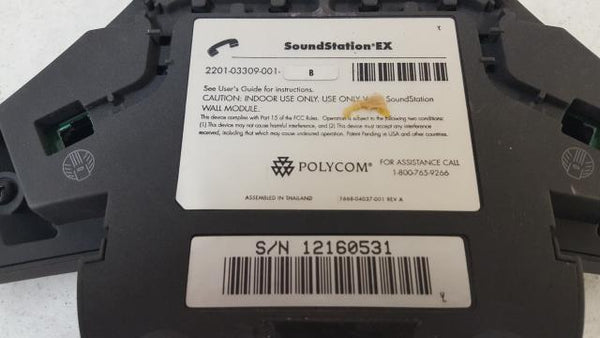 SoundStation®EX
2201-03309-001- B
See User's Guide for instructions.
CAUTION: INDOOR USE ONLY. USE ONLY SoundStation
WALL MODULE.
This device complies with Part 15 of the FCC Rules. Operation is subject to the following two conditions:
(1) This device may not cause harmful interference, and (2) This device must accept any interference
received, including that which may cause undesired operation. Patent Pending in USA and other countries.
POLYCOM®
FOR ASSISTANCE CALL
1-800-765-9266
ASSEMBLED IN THAILAND
1668-04037-001 REV A
S/N 12160531